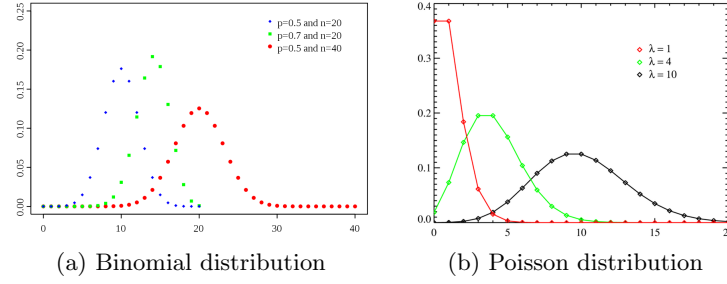 p=0.5 and n=20
p=0.7 and n=20
p=0.5 and n=40
0.25
0.20
0.15
0.10
0.05
0.00
0 10 20 30 40
(a) Binomial distribution
0.4
0.3
0.2
0.1
0.0
λ = 1
λ = 4
λ = 10
0 5 10 15 20
(b) Poisson distribution